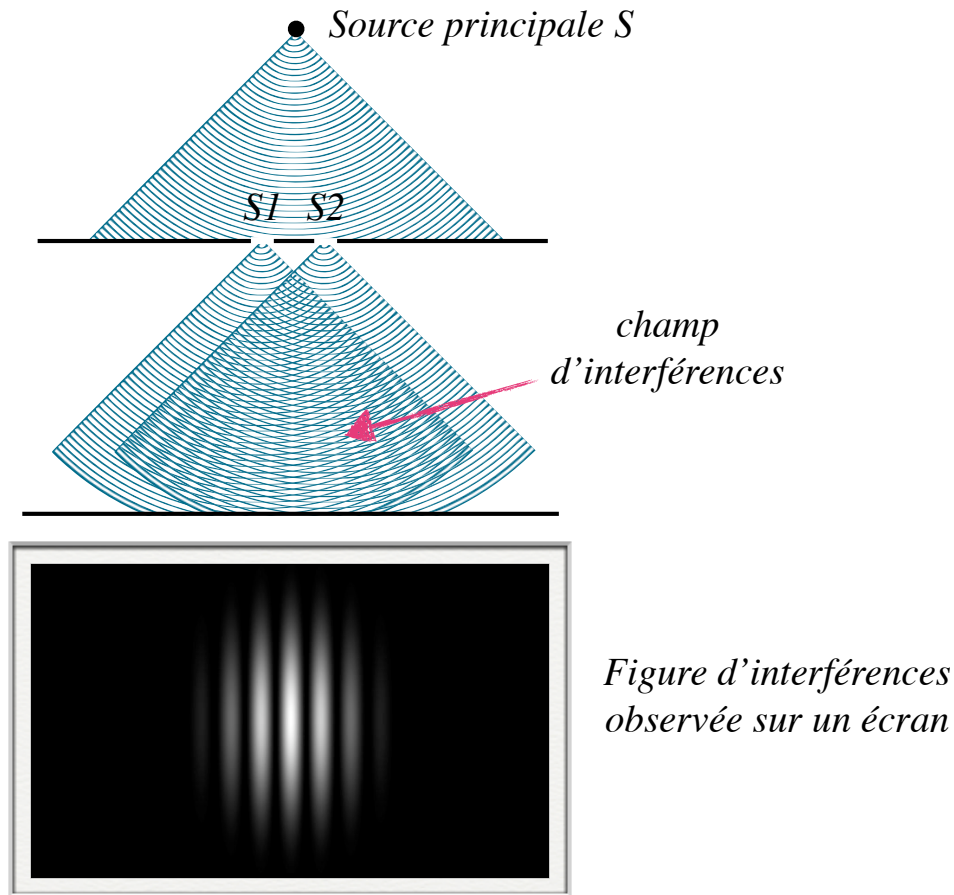 Source principale S
S1 S2
champ
d'interférences
Figure d'interférences
observée sur un écran